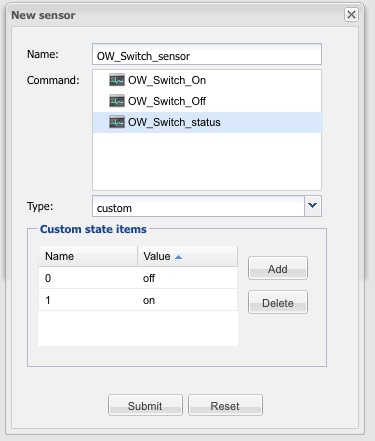 New sensor
Name: OW_Switch_sensor
Command: OW_Switch_On
OW_Switch_Off
OW_Switch_status
Type: custom
Custom state items
Name Value
0 off
1 on
Add
Delete
Submit Reset